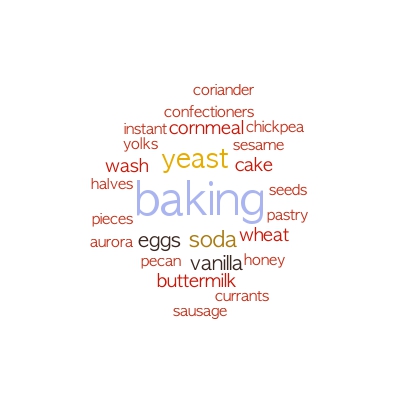 coriander
confectioners
instant cornmeal chickpea
yolks yeast sesame
wash cake
halves baking seeds
pieces pastry
aurora eggs soda wheat
pecan vanilla honey
buttermilk
currants
sausage